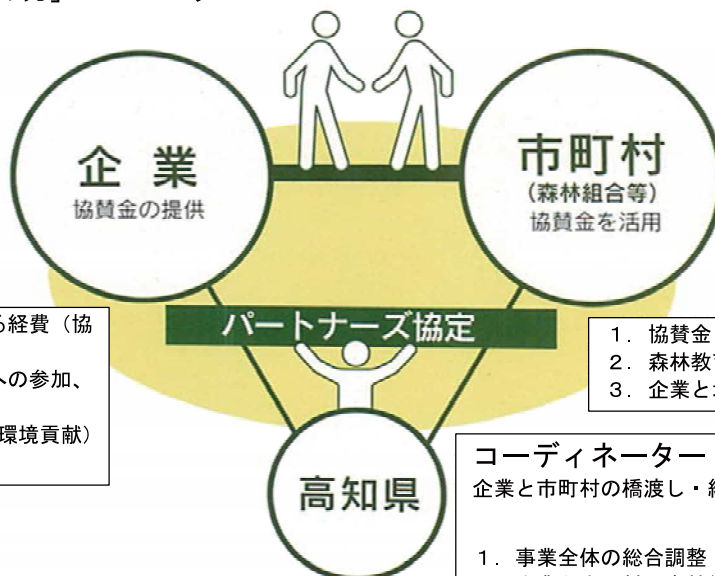 企業
協賛金の提供
市町村
(森林組合等)
協賛金を活用
パートナーズ協定
経費（協
への参加、
環境貢献）
1．協賛金
2．森林教
3．企業と
高知県
コーディネーター
企業と市町村の橋渡し・
1．事業全体の総合調整